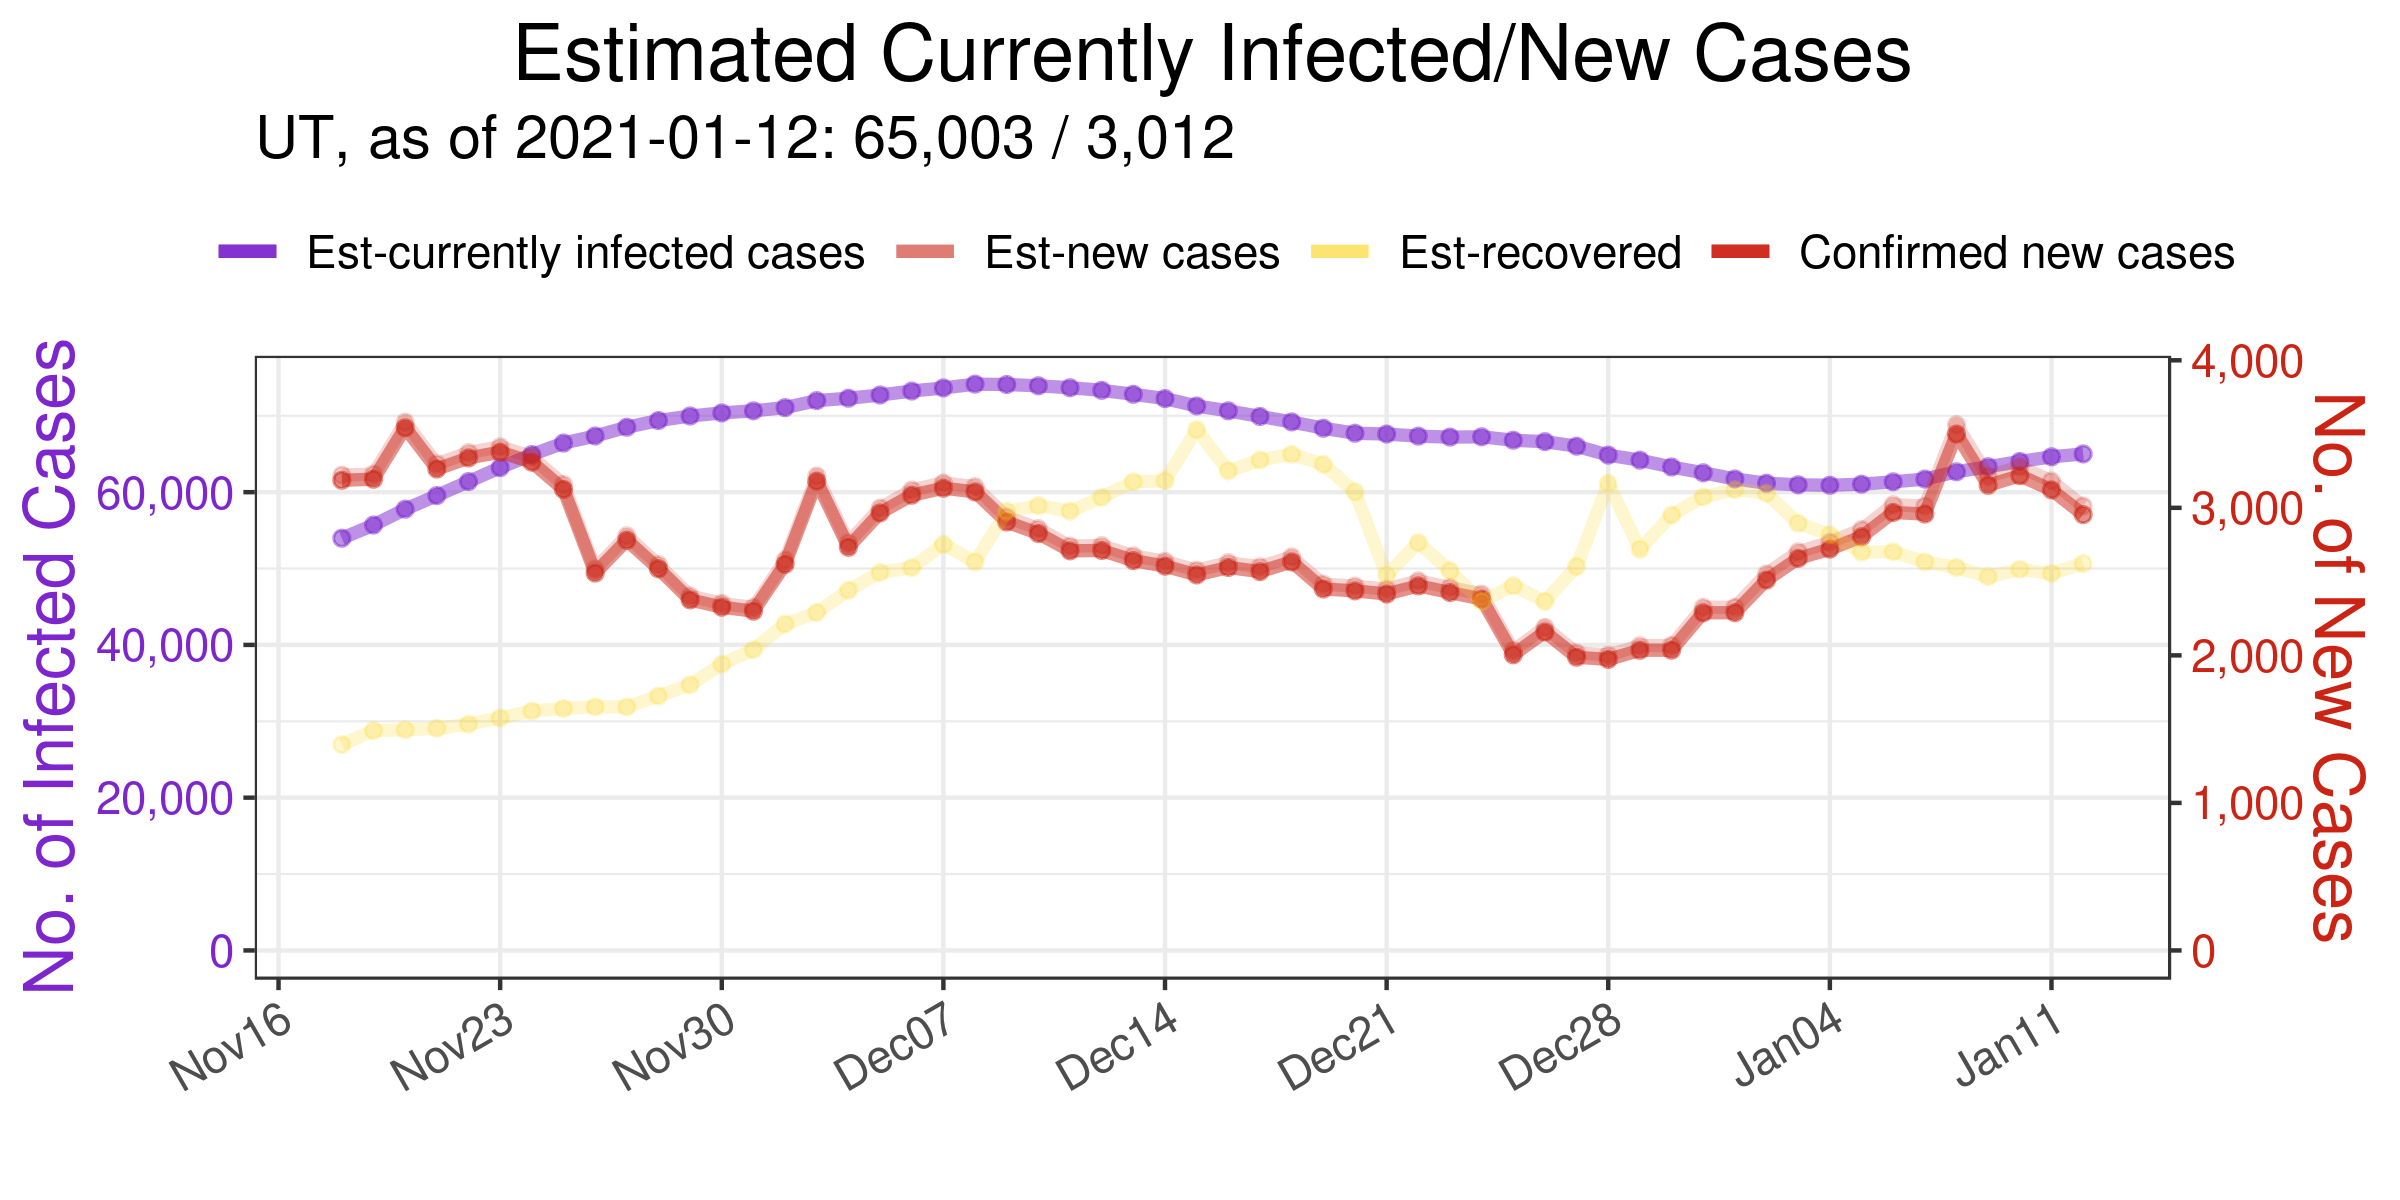 Estimated Currently Infected/New Cases
UT, as of 2021-01-12: 65,003 / 3,012
Est-currently infected cases Est-new cases Est-recovered Confirmed new cases
No. of Infected Cases
60,000
40,000
20,000
0
4,000
3,000
2,000
1,000
0
No. of New Cases
Nov16 Nov23 Nov30 Dec07 Dec14 Dec21 Dec28 Jan04 Jan11